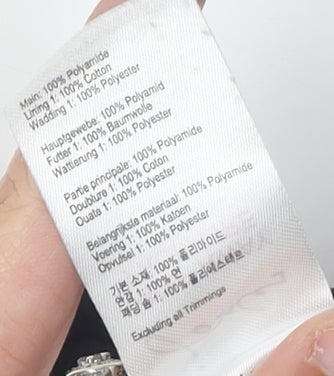 Main: 100% Polyamide
Lining 1: 100% Cotton
Wadding 1: 100% Polyester
Hauptgewebe: 100% Polyamid
Futter 1: 100% Baumwolle
Wattierung 1: 100% Polyester
Partie principale: 100% Polyamide
Doublure 1: 100% Coton
Ouate 1: 100% Polyester
Belangrijkste materiaal: 100% Polyamide
Voering 1: 100% Katoen
Opvulsel 1: 100% Polyester
기본 소재: 100% 폴리아미드
안감 1: 100% 면
패딩 솜 1: 100% 폴리에스테르
Excluding all Trimmings